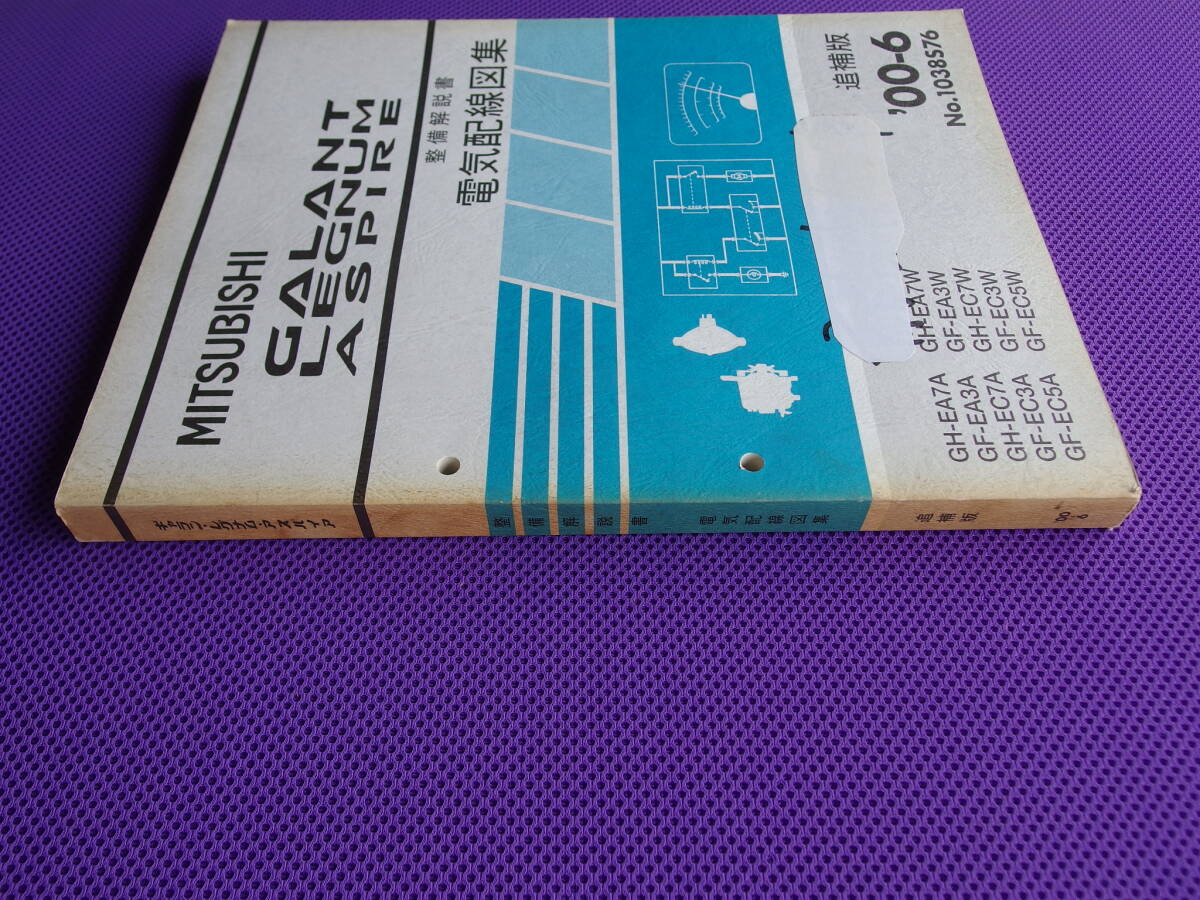 MITSUBISHI
GALANT
LEGNUM
ASPIRE
整備解説書
電気配線図集
追補版
'00-6
No.1038576
GH-EA7A GH-EA7W
GF-EA3A GF-EA3W
GH-EC7A GH-EC7W
GF-EC3A GF-EC3W
GF-EC5A GF-EC5W
ギャラン・レグナム・アスパイア
整備解説書
電気配線図集
追補版
'00-6